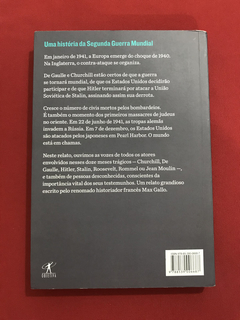 Uma história da Segunda Guerra Mundial
Em janeiro de 1941, a Europa emerge do choque de 1940.
Na Inglaterra, o contra-ataque se organiza.
De Gaulle e Churchill estão certos de que a guerra
se tornará mundial, de que os Estados Unidos decidirão
participar e de que Hitler terminará por atacar a União
Soviética de Stalin, assinando assim sua derrota.
Cresce o número de civis mortos pelos bombardeios.
É também o momento dos primeiros massacres de judeus
no oriente. Em 22 de junho de 1941, as tropas alemãs
invadem a Rússia. Em 7 de dezembro, os Estados Unidos
são atacados pelos japoneses em Pearl Harbor. O mundo
está em chamas.
Neste relato, ouvimos as vozes de todos os atores
envolvidos nesses doze meses trágicos — Churchill, De
Gaulle, Hitler, Stalin, Roosevelt, Rommel ou Jean Moulin —,
e também de pessoas desconhecidas, conscientes da
importância vital dos seus testemunhos. Um relato grandioso
escrito pelo renomado historiador francês Max Gallo.
OBJETIVA